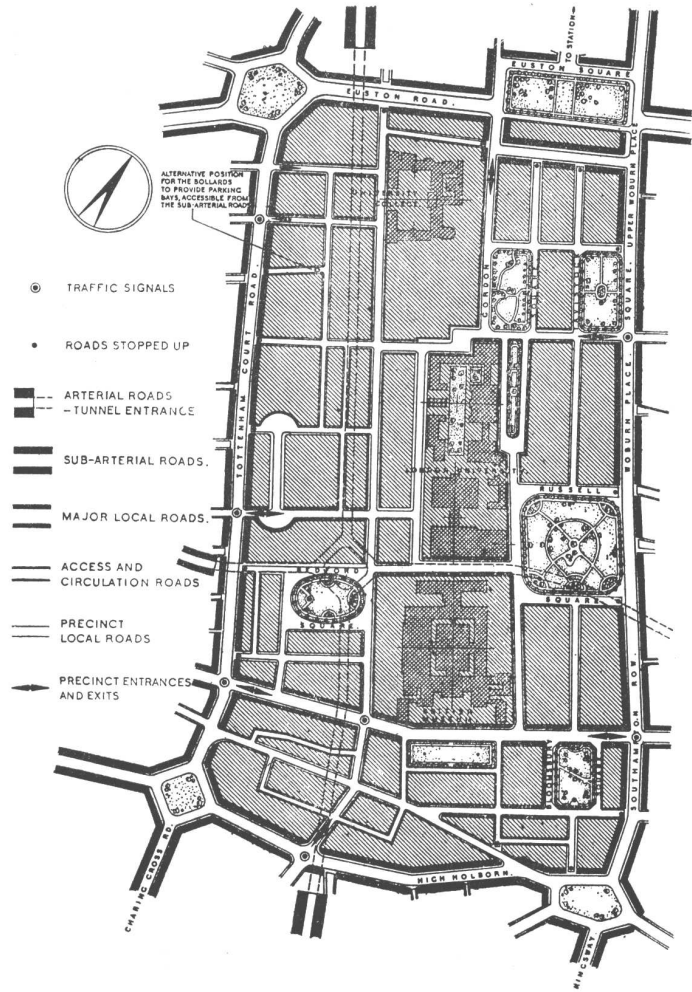 TO STATION
EUSTON SQUARE
EUSTON ROAD.
ALTERNATIVE POSITION
FOR THE BOLLARDS
TO PROVIDE PARKING
BAYS, ACCESSIBLE FROM
THE SUB-ARTERIAL ROADS
UNIVERSITY
COLLEGE
UPPER WOBURN PLACE
GORDON
SQUARE.
TRAFFIC SIGNALS
ROADS STOPPED UP
TOTTENHAM COURT ROAD.
WOBURN PLACE.
ARTERIAL ROADS
-TUNNEL ENTRANCE
SUB-ARTERIAL ROADS.
LONDON UNIVERSITY.
RUSSELL
MAJOR LOCAL ROADS.
ACCESS AND
CIRCULATION ROADS
BEDFORD
SQUARE
SQUARE
PRECINCT
LOCAL ROADS
PRECINCT ENTRANCES
AND EXITS
BRITISH
MUSEUM
SOUTHAMPTON ROW.
CHARING CROSS RD.
HIGH HOLBORN.
KINGSWAY